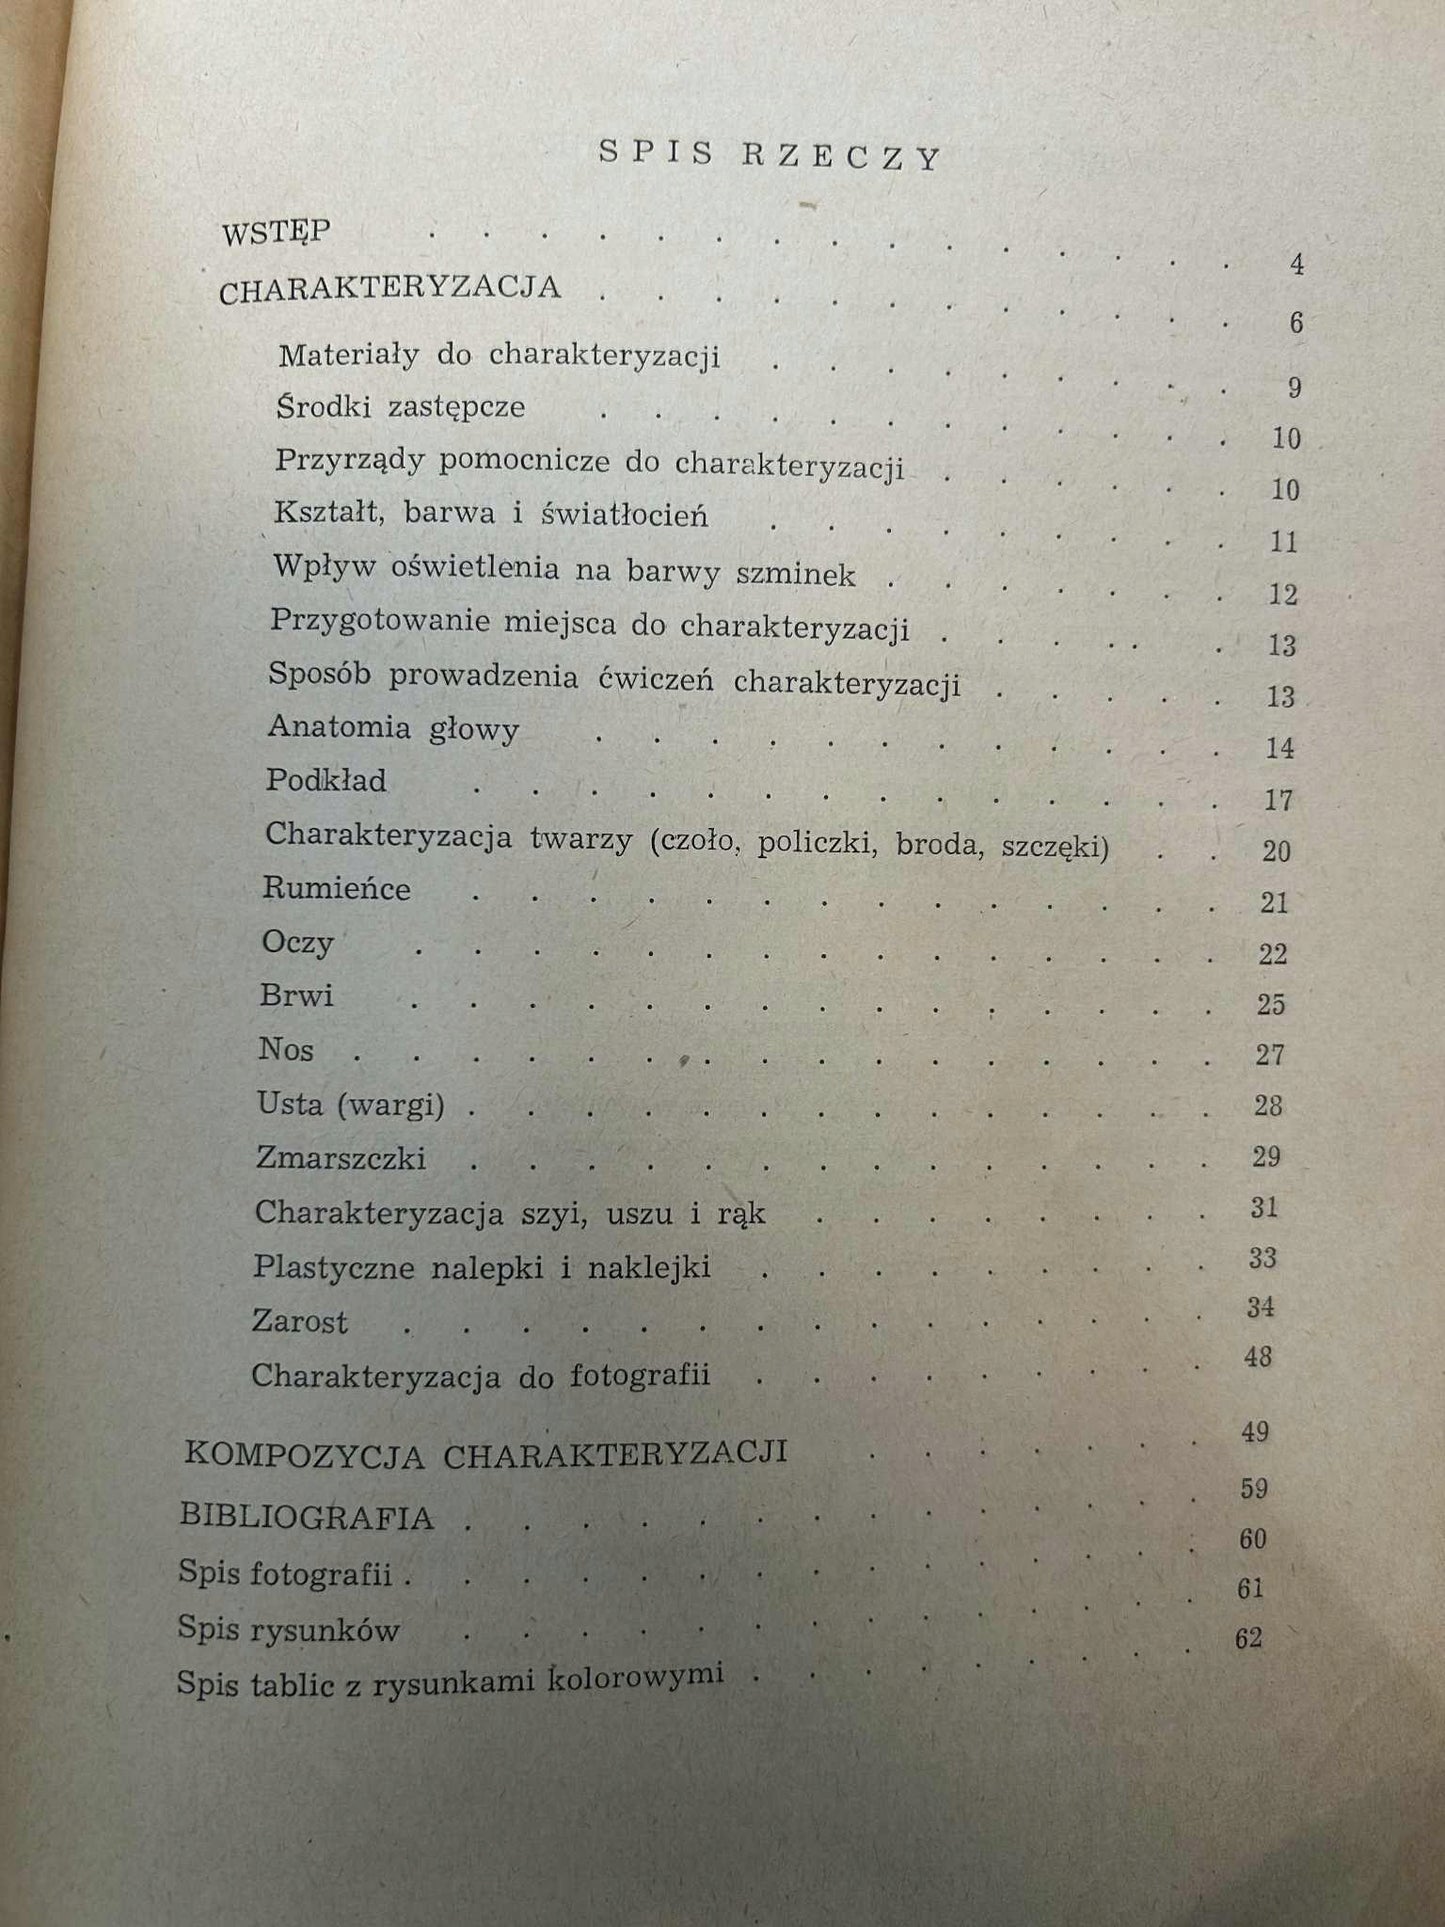 SPIS RZECZY
WSTĘP . . . . . . . . . . . . . . . 4
CHARAKTERYZACJA . . . . . . . . . . . . 6
Materiały do charakteryzacji . . . . . . . . . 9
Środki zastępcze . . . . . . . . . . . . 10
Przyrządy pomocnicze do charakteryzacji . . . . . . 10
Kształt, barwa i światłocień . . . . . . . . . 11
Wpływ oświetlenia na barwy szminek . . . . . . . 12
Przygotowanie miejsca do charakteryzacji . . . . . . 13
Sposób prowadzenia ćwiczeń charakteryzacji . . . . . 13
Anatomia głowy . . . . . . . . . . . . 14
Podkład . . . . . . . . . . . . . . 17
Charakteryzacja twarzy (czoło, policzki, broda, szczęki) . . 20
Rumieńce . . . . . . . . . . . . . . 21
Oczy . . . . . . . . . . . . . . . 22
Brwi . . . . . . . . . . . . . . . 25
Nos . . . . . . . . . . . . . . . . 27
Usta (wargi) . . . . . . . . . . . . . . 28
Zmarszczki . . . . . . . . . . . . . . 29
Charakteryzacja szyi, uszu i rąk . . . . . . . . 31
Plastyczne nalepki i naklejki . . . . . . . . . 33
Zarost . . . . . . . . . . . . . . . 34
Charakteryzacja do fotografii . . . . . . . . . 48
KOMPOZYCJA CHARAKTERYZACJI . . . . . . . 49
BIBLIOGRAFIA . . . . . . . . . . . . . . 59
Spis fotografii . . . . . . . . . . . . . . . 60
Spis rysunków . . . . . . . . . . . . . . 61
Spis tablic z rysunkami kolorowymi . . . . . . . . . 62